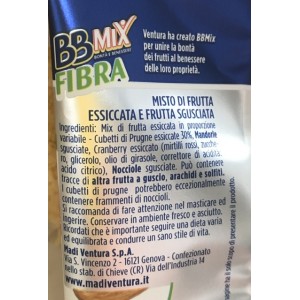 BBMIX
BONTÀ E BENESSERE
FIBRA
Ventura ha creato BBMix
per unire la bontà
dei frutti al benessere
delle loro proprietà.
MISTO DI FRUTTA
ESSICCATA E FRUTTA SGUSCIATA
Ingredienti: Mix di frutta essiccata in proporzione
variabile - Cubetti di Prugne essiccate 30%, Mandorle
sgusciate, Cranberry essiccato (mirtilli rossi, zucche-
ro, glicerolo, olio di girasole, correttore di acidità:
acido citrico), Nocciole sgusciate. Può contenere
tracce di altra frutta a guscio, arachidi e solfiti.
I cubetti di prugne potrebbero eccezionalmente
contenere frammenti di noccioli.
Si raccomanda di fare attenzione nel masticare ed
ingerire. Conservare in ambiente fresco e asciutto.
Ricordati che è importante seguire una dieta varia
ed equilibrata e condurre un sano stile di vita.
Madi Ventura S.p.A.
Via S. Vincenzo 2 - 16121 Genova - Confezionato
nello stab. di Chieve (CR) Via dell'Industria 14
www.madiventura.it